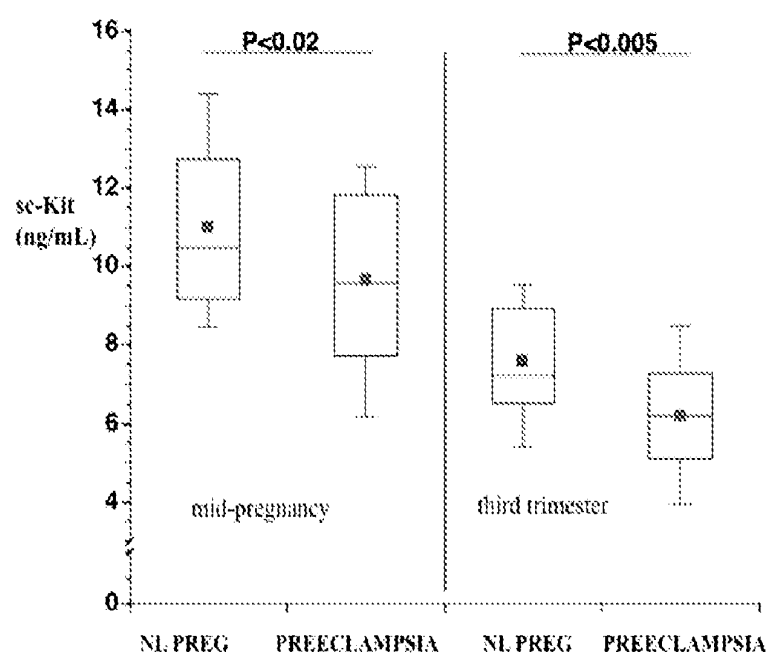 16
P<0.02
P<0.005
14
12
sc-Kit
(ng/mL)
10
8
6
4
mid-pregnancy
third trimester
0
NL PREG
PREECLAMPSIA
NL PREG
PREECLAMPSIA